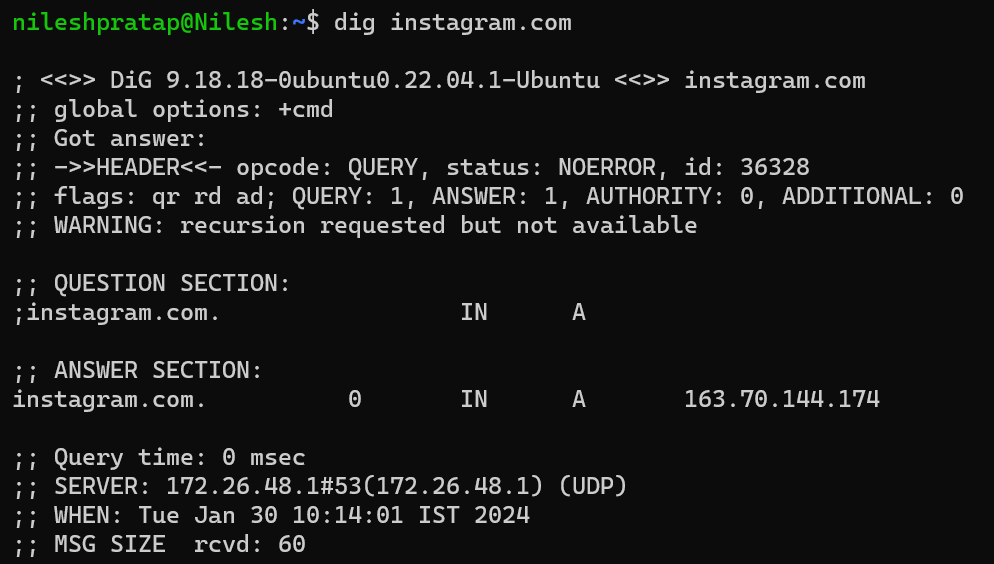 nileshpratap@Nilesh:~$ dig instagram.com
; <<>> DiG 9.18.18-0ubuntu0.22.04.1-Ubuntu <<>> instagram.com
;; global options: +cmd
;; Got answer:
;; ->>HEADER<<- opcode: QUERY, status: NOERROR, id: 36328
;; flags: qr rd ad; QUERY: 1, ANSWER: 1, AUTHORITY: 0, ADDITIONAL: 0
;; WARNING: recursion requested but not available
;; QUESTION SECTION:
;instagram.com. IN A
;; ANSWER SECTION:
instagram.com. 0 IN A 163.70.144.174
;; Query time: 0 msec
;; SERVER: 172.26.48.1#53(172.26.48.1) (UDP)
;; WHEN: Tue Jan 30 10:14:01 IST 2024
;; MSG SIZE rcvd: 60